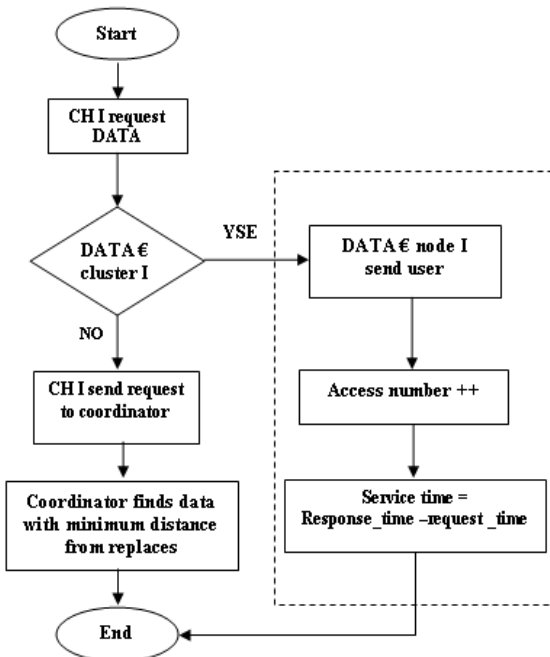 Start
CH I request
DATA
DATA €
cluster I
YSE
DATA € node I
send user
NO
CH I send request
to coordinator
Access number ++
Coordinator finds data
with minimum distance
from replaces
Service time =
Response_time –request _time
End